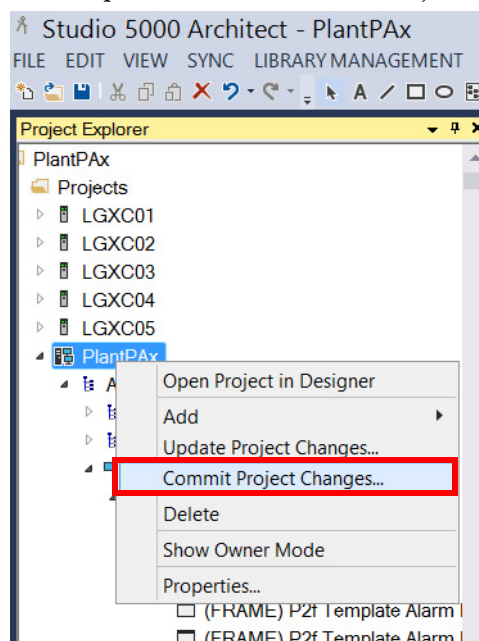 Studio 5000 Architect - PlantPAx
FILE EDIT VIEW SYNC LIBRARY MANAGEMENT
Project Explorer
PlantPAx
Projects
LGXC01
LGXC02
LGXC03
LGXC04
LGXC05
PlantPAx
A
Open Project in Designer
Add
Update Project Changes...
Commit Project Changes...
Delete
Show Owner Mode
Properties...
(FRAME) P2f Template Alarm
(FRAME) P2f Template Alarm